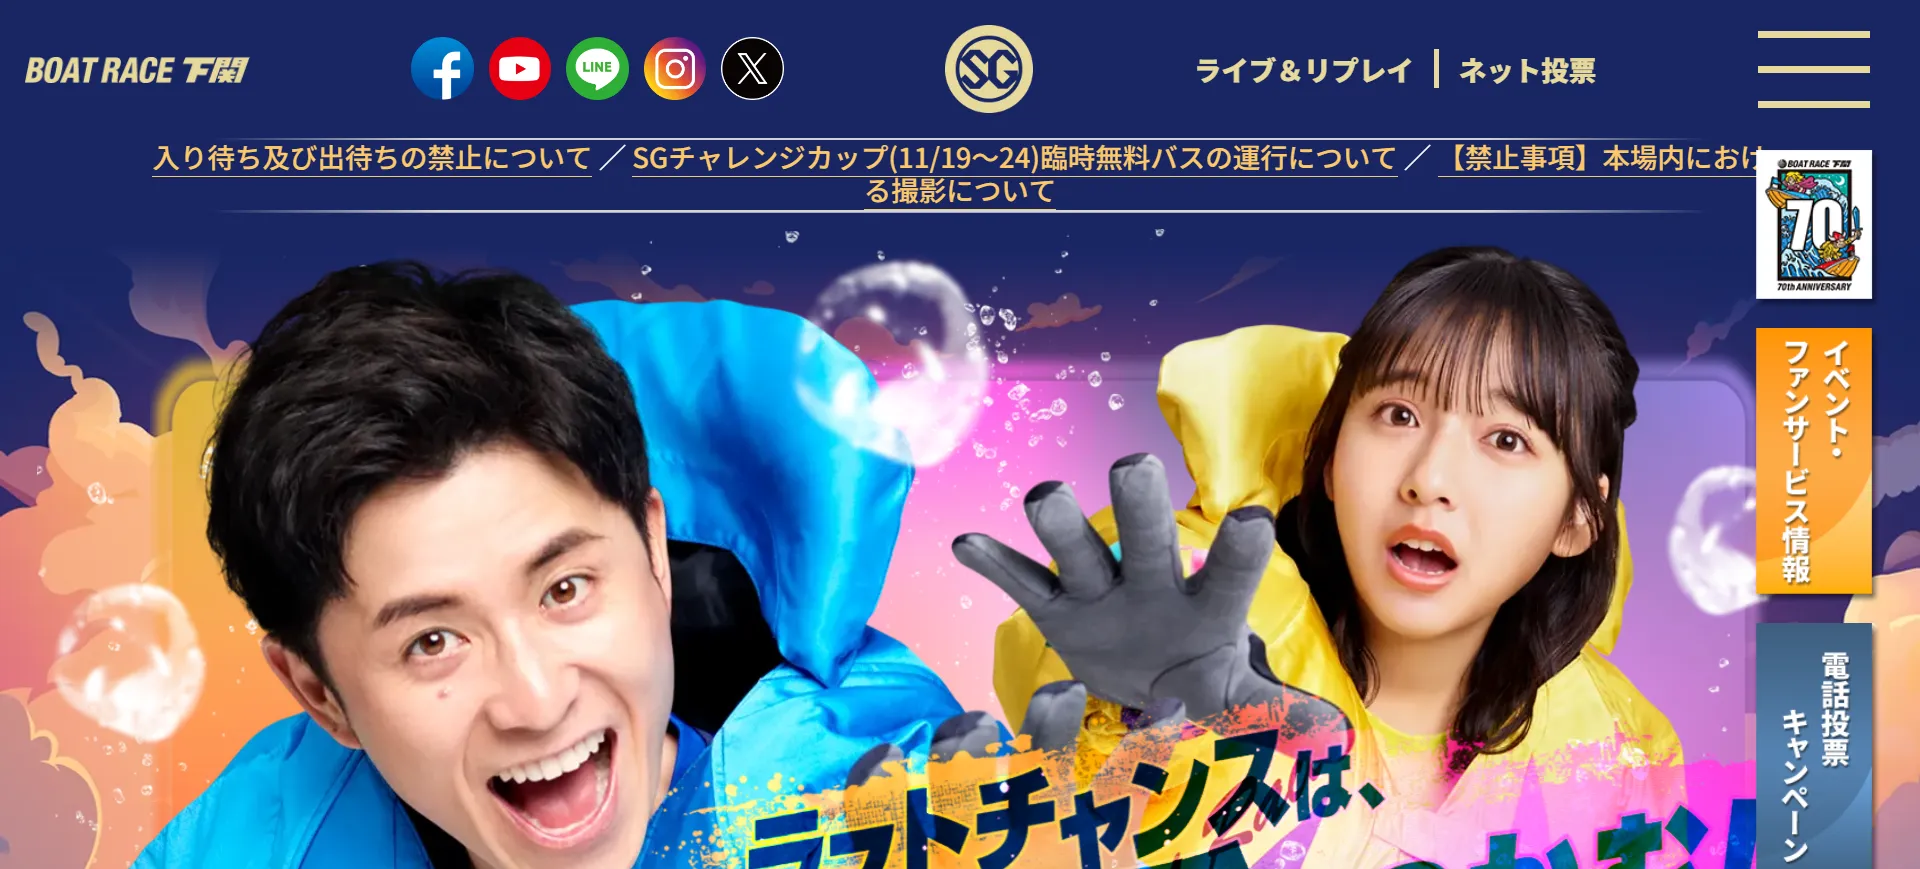 BOAT RACE 下関
LINE
SG
ライブ＆リプレイ
ネット投票
入り待ち及び出待ちの禁止について ／ SGチャレンジカップ(11/19～24)臨時無料バスの運行について ／ 【禁止事項】本場内におけ
る撮影について
BOAT RACE 下関
70
70th ANNIVERSARY
イベント・
ファンサービス情報
電話投票
キャンペーン
ラストチャンスは、